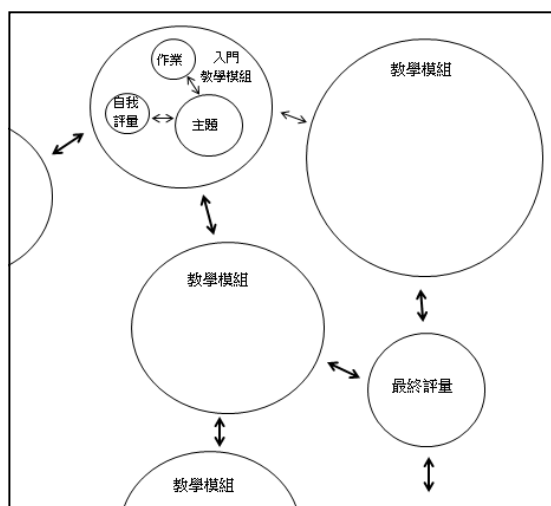 作業
入門
教學模組
自我
評量
主題
教學模組
教學模組
最終評量
教學模組